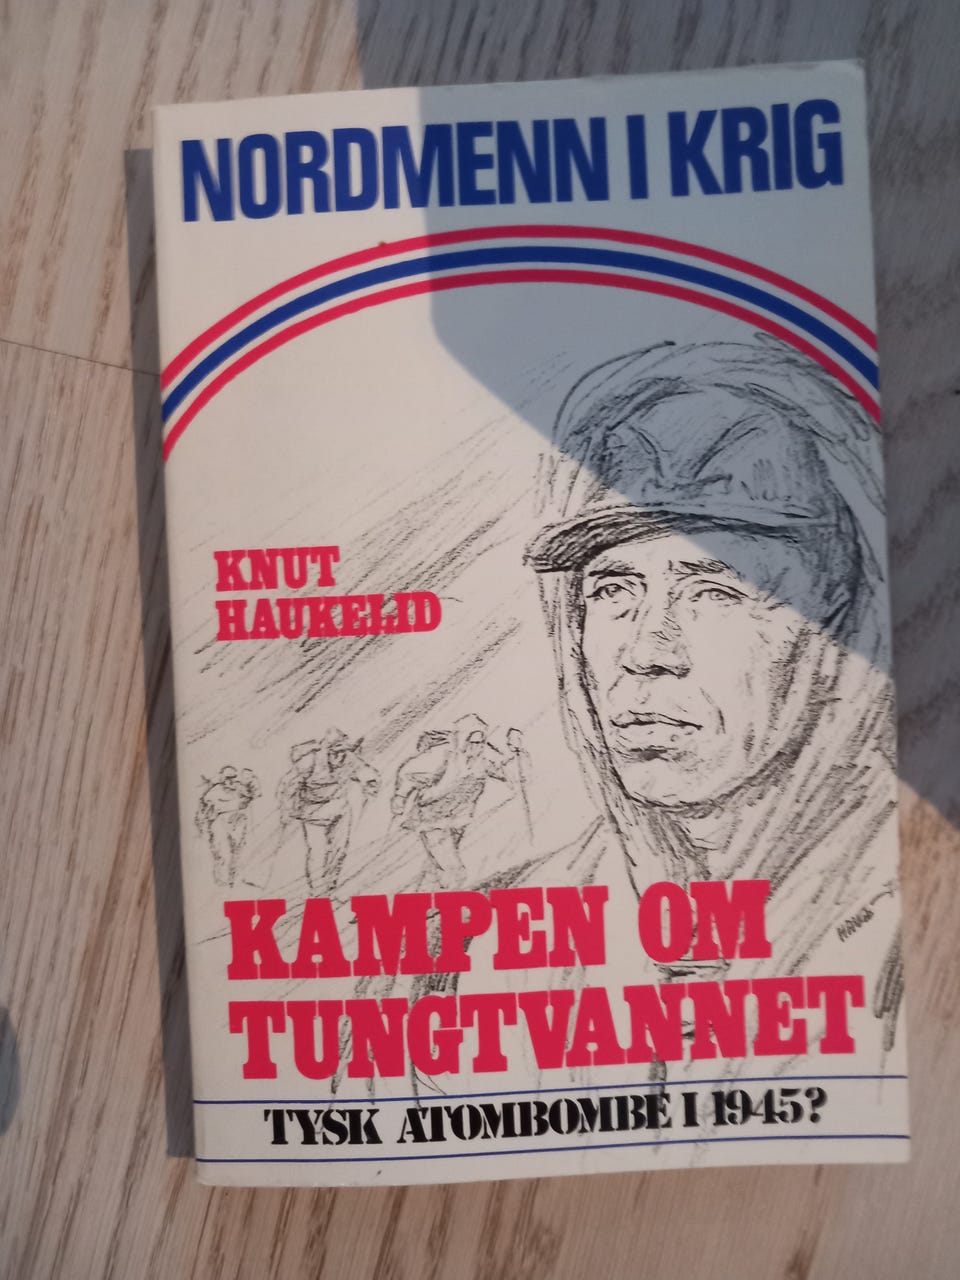 NORDMENN I KRIG
KNUT
HAUKELID
KAMPEN OM
TUNGTVANNET
TYSK ATOMBOMBE I 1945?